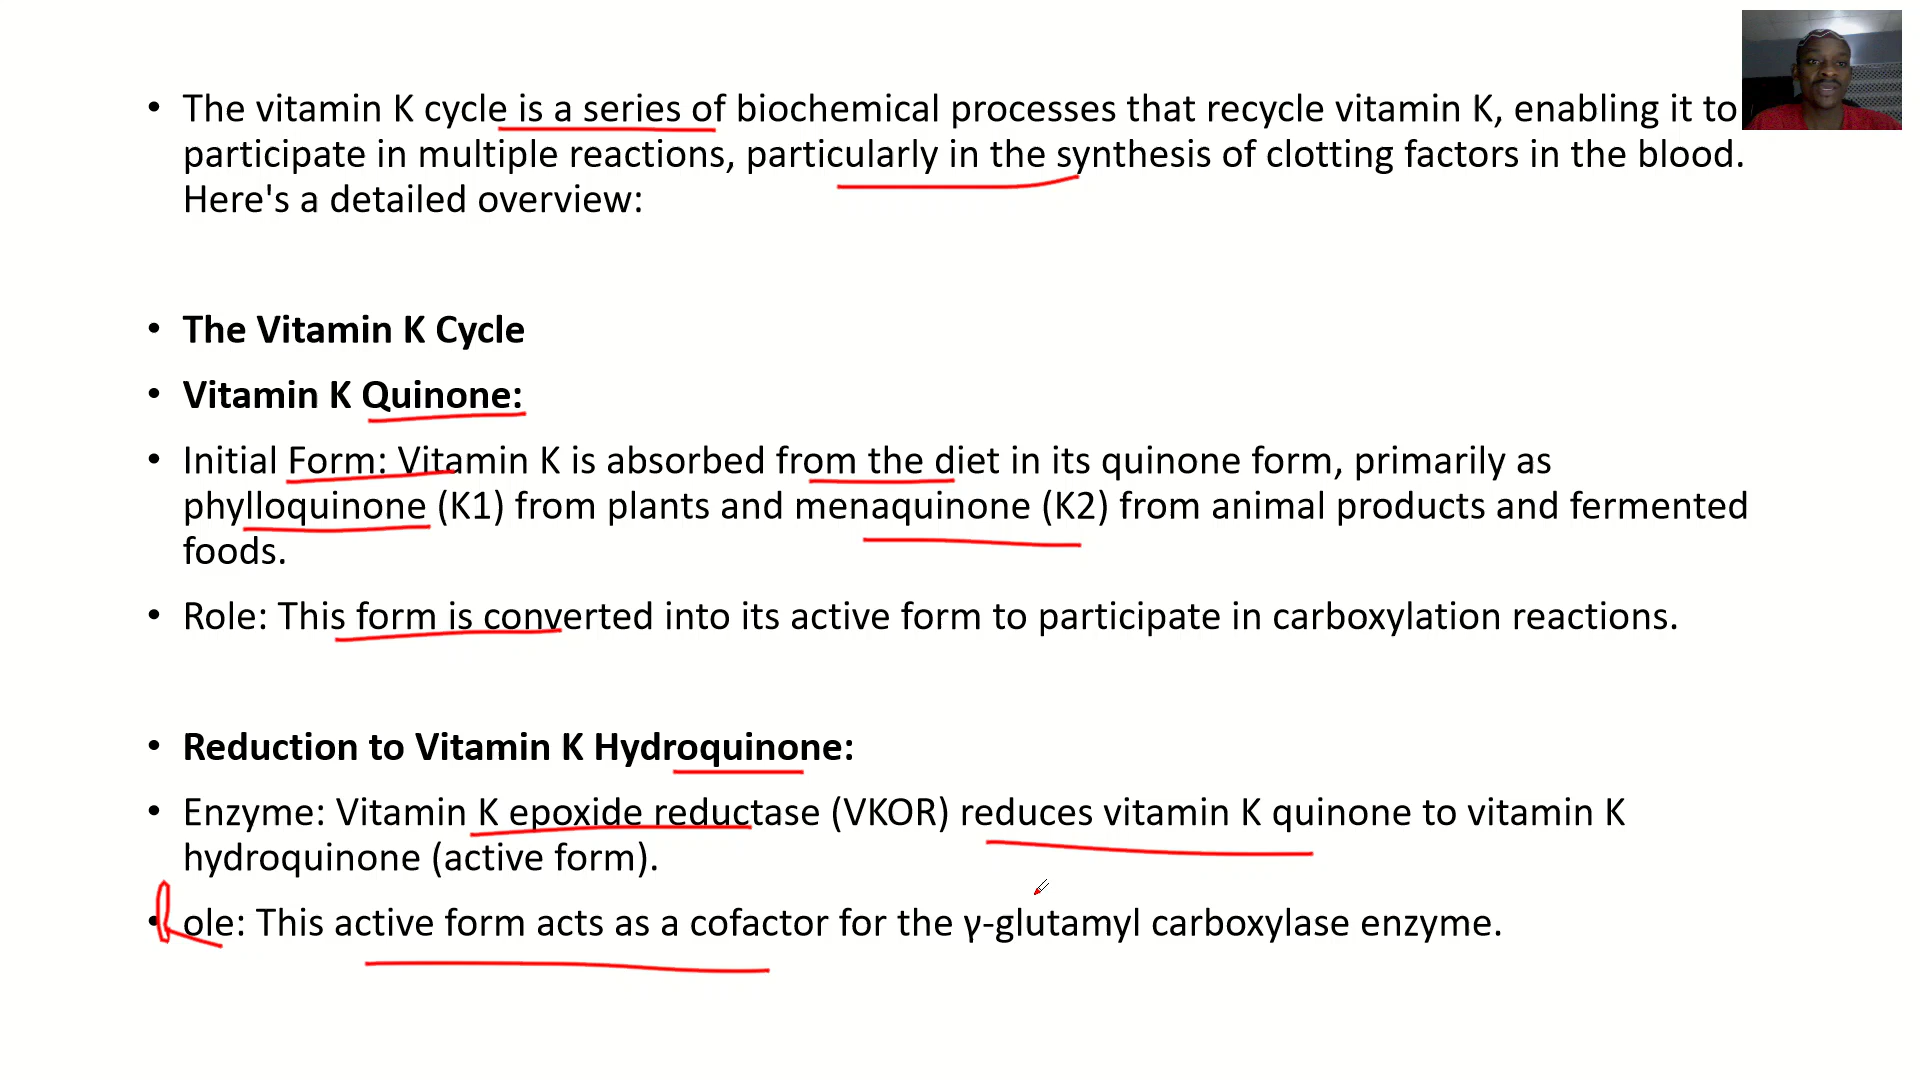 • The vitamin K cycle is a series of biochemical processes that recycle vitamin K, enabling it to
participate in multiple reactions, particularly in the synthesis of clotting factors in the blood.
Here's a detailed overview:
• The Vitamin K Cycle
• Vitamin K Quinone:
• Initial Form: Vitamin K is absorbed from the diet in its quinone form, primarily as
phylloquinone (K1) from plants and menaquinone (K2) from animal products and fermented
foods.
• Role: This form is converted into its active form to participate in carboxylation reactions.
• Reduction to Vitamin K Hydroquinone:
• Enzyme: Vitamin K epoxide reductase (VKOR) reduces vitamin K quinone to vitamin K
hydroquinone (active form).
• Role: This active form acts as a cofactor for the γ-glutamyl carboxylase enzyme.